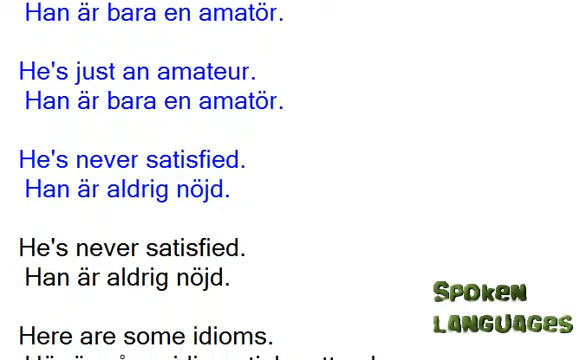 Han är bara en amatör.
He's just an amateur.
Han är bara en amatör.
He's never satisfied.
Han är aldrig nöjd.
He's never satisfied.
Han är aldrig nöjd.
Here are some idioms.
Spoken
Languages